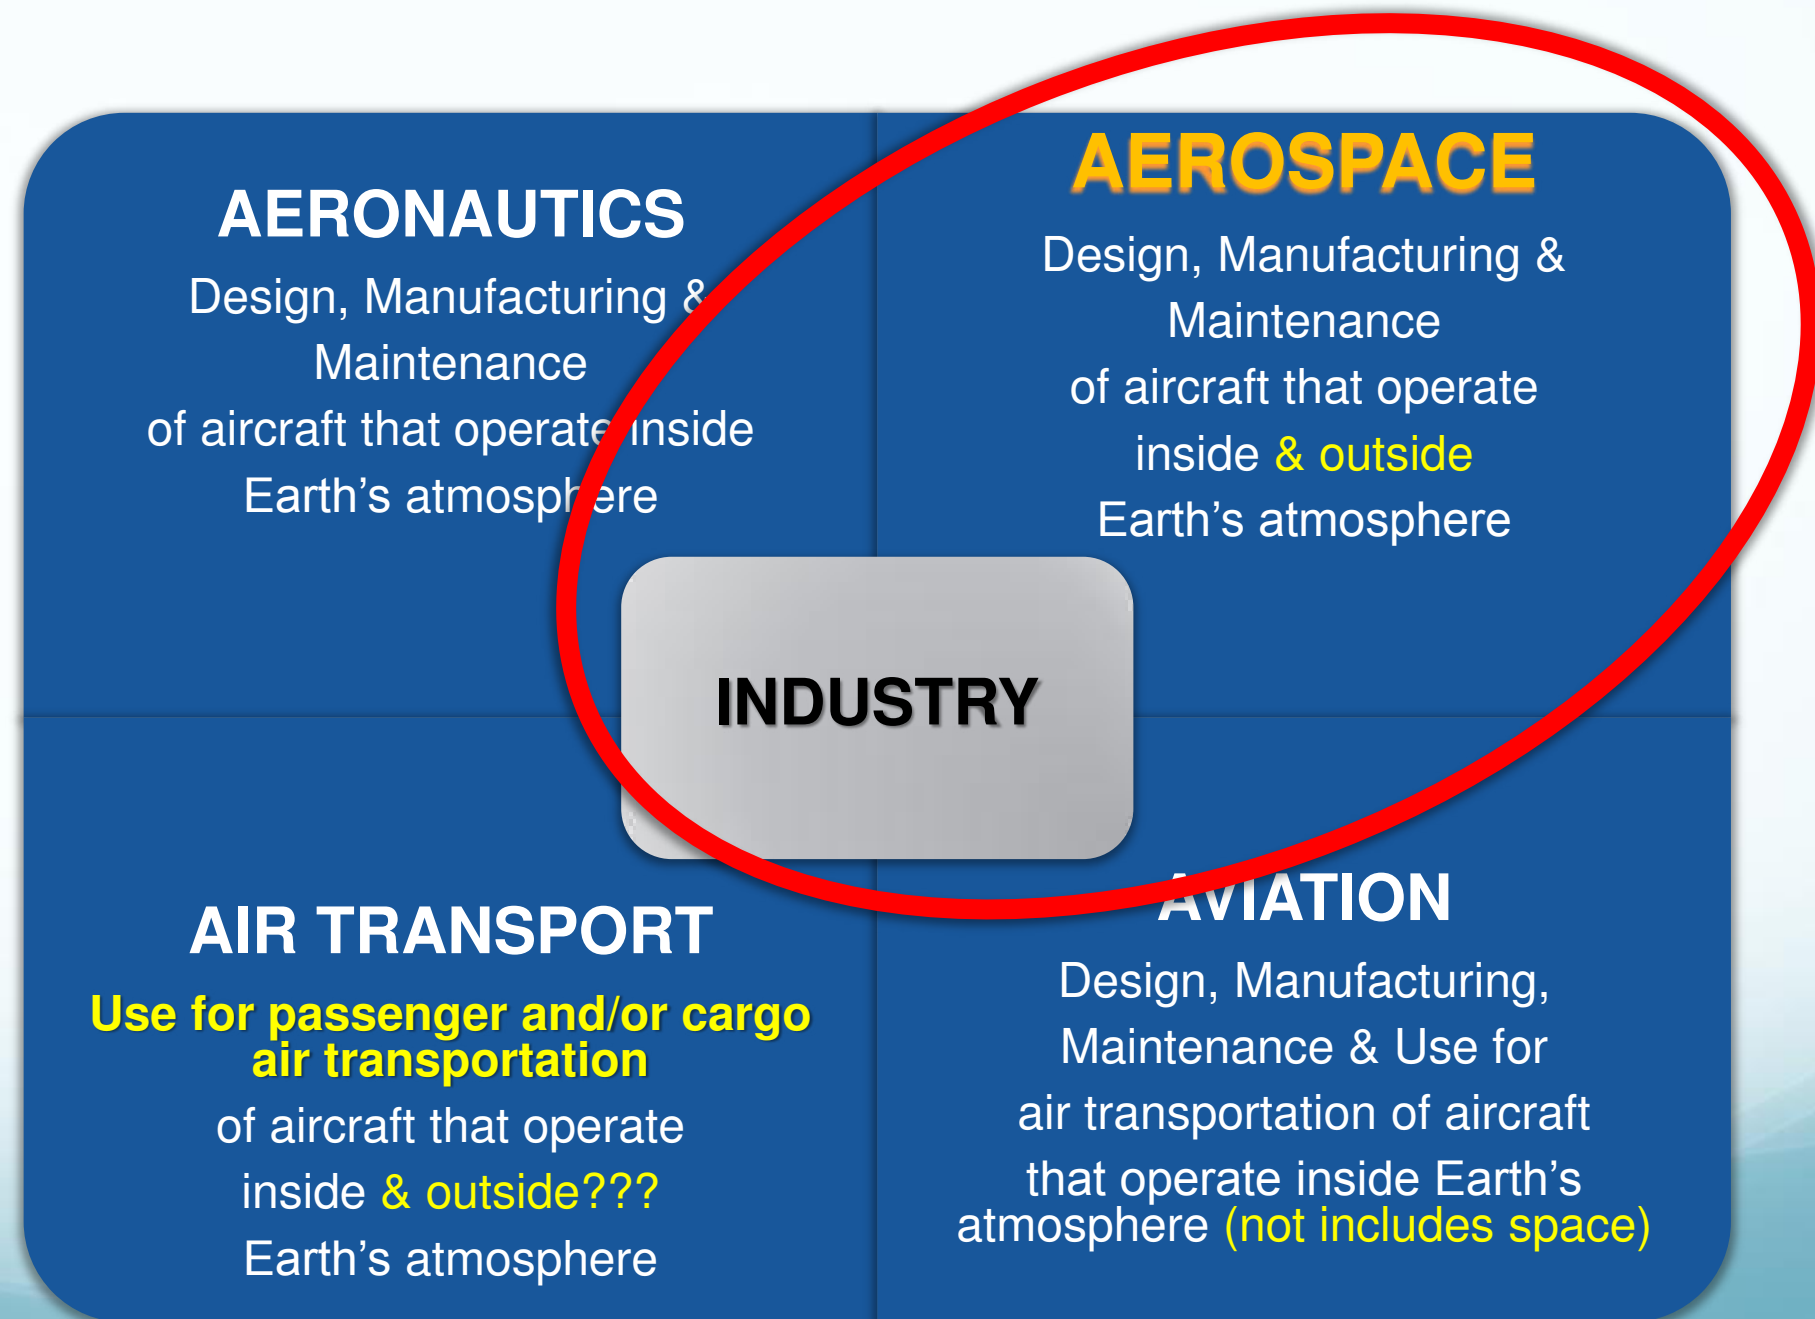 AERONAUTICS
Design, Manufacturing &
Maintenance
of aircraft that operate inside
Earth's atmosphere
AEROSPACE
Design, Manufacturing &
Maintenance
of aircraft that operate
inside & outside
Earth's atmosphere
INDUSTRY
AIR TRANSPORT
Use for passenger and/or cargo
air transportation
of aircraft that operate
inside & outside???
Earth's atmosphere
AVIATION
Design, Manufacturing,
Maintenance & Use for
air transportation of aircraft
that operate inside Earth's
atmosphere (not includes space)